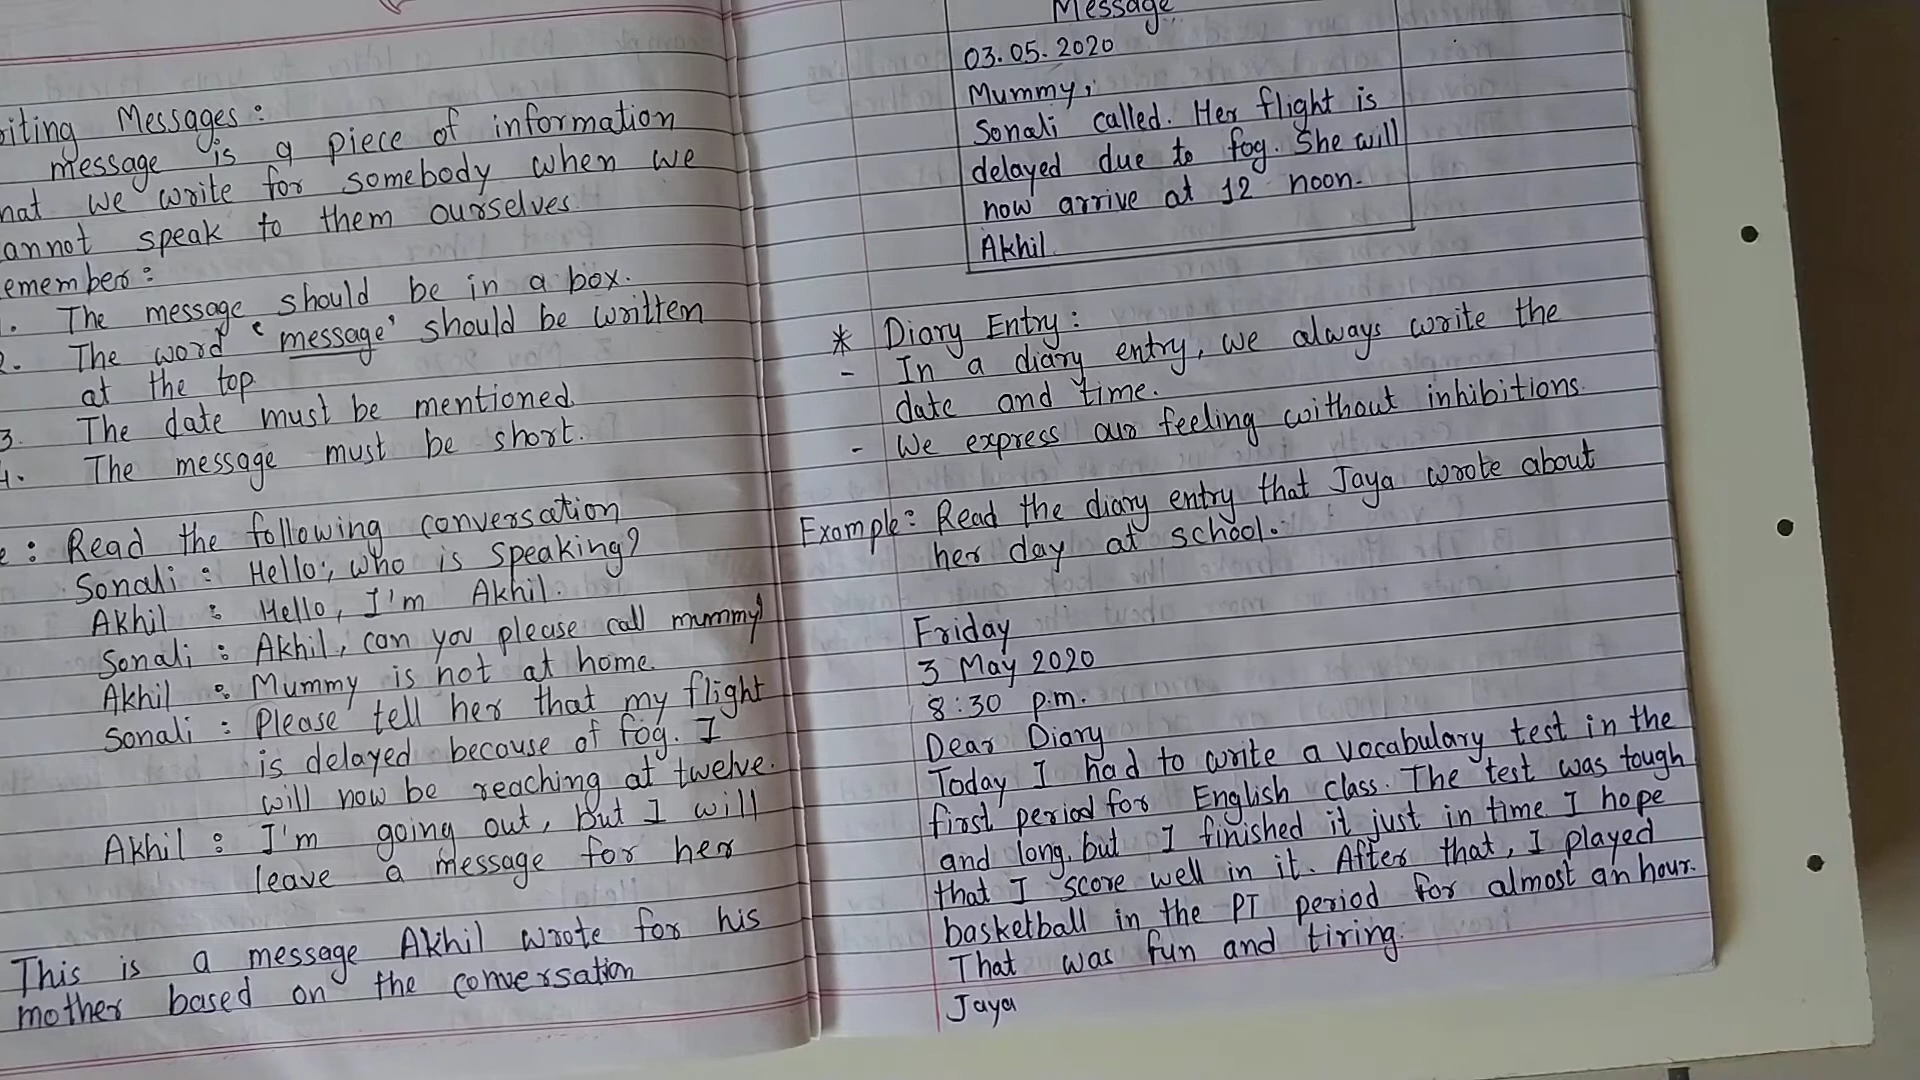 Writing Messages:
message is a piece of information
that we write for somebody when we
cannot speak to them ourselves.
Remember:
1. The message should be in a box.
2. The word 'message' should be written
at the top.
3. The date must be mentioned.
4. The message must be short.
: Read the following conversation
Sonali : Hello, who is speaking?
Akhil : Hello, I'm Akhil.
Sonali : Akhil, can you please call mummy?
Akhil : Mummy is not at home.
Sonali : Please tell her that my flight
is delayed because of fog. I
will now be reaching at twelve.
Akhil : I'm going out, but I will
leave a message for her
This is a message Akhil wrote for his
mother based on the conversation
Message
03.05.2020
Mummy,
Sonali called. Her flight is
delayed due to fog. She will
now arrive at 12 noon.
Akhil.
* Diary Entry:
- In a diary entry, we always write the
date and time.
- We express our feeling without inhibitions.
Example: Read the diary entry that Jaya wrote about
her day at school.
Friday
3 May 2020
8:30 p.m.
Dear Diary
Today I had to write a vocabulary test in the
first period for English class. The test was tough
and long, but I finished it just in time. I hope
that I score well in it. After that, I played
basketball in the PT period for almost an hour.
That was fun and tiring.
Jaya